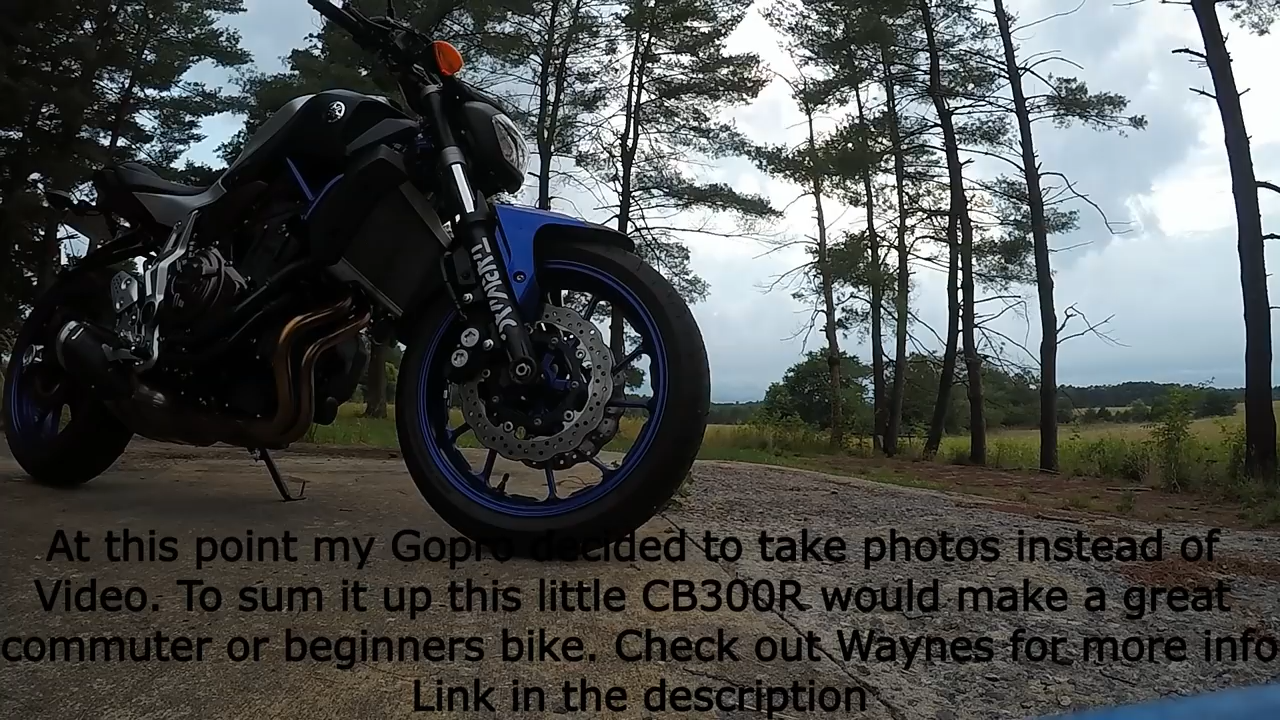 TARMAC
At this point my Gopro decided to take photos instead of
Video. To sum it up this little CB300R would make a great
commuter or beginners bike. Check out Waynes for more info
Link in the description